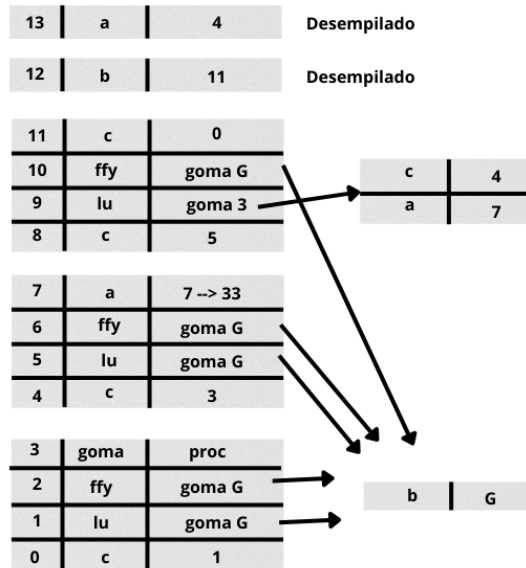 13 a 4 Desempilado
12 b 11 Desempilado
11 c 0
10 ffy goma G
9 lu goma 3
8 c 5
c 4
a 7
7 a 7 --> 33
6 ffy goma G
5 lu goma G
4 c 3
3 goma proc
2 ffy goma G
1 lu goma G
0 c 1
b G